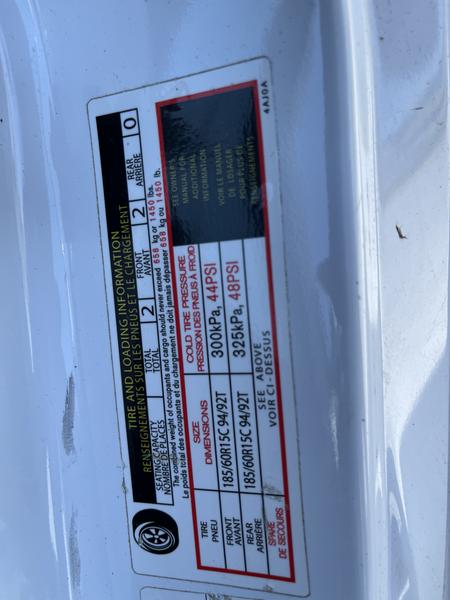 TIRE AND LOADING INFORMATION
RENSEIGNEMENTS SUR LES PNEUS ET LE CHARGEMENT
SEATING CAPACITY TOTAL 2 FRONT 2 REAR 0
NOMBRE DE PLACES TOTAL AVANT ARRIÈRE
The combined weight of occupants and cargo should never exceed 658 kg or 1450 lbs.
Le poids total des occupants et du chargement ne doit jamais dépasser 658 kg ou 1450 lb.
TIRE SIZE COLD TIRE PRESSURE
PNEU DIMENSIONS PRESSION DES PNEUS À FROID
FRONT 185/60R15C 94/92T 300kPa, 44PSI
AVANT
REAR 185/60R15C 94/92T 325kPa, 48PSI
ARRIÈRE
SPARE SEE ABOVE
DE SECOURS VOIR CI-DESSUS
SEE OWNER'S
MANUAL FOR
ADDITIONAL
INFORMATION
VOIR LE MANUEL
DE L'USAGER
POUR PLUS DE
RENSEIGNEMENTS
4AJ0A